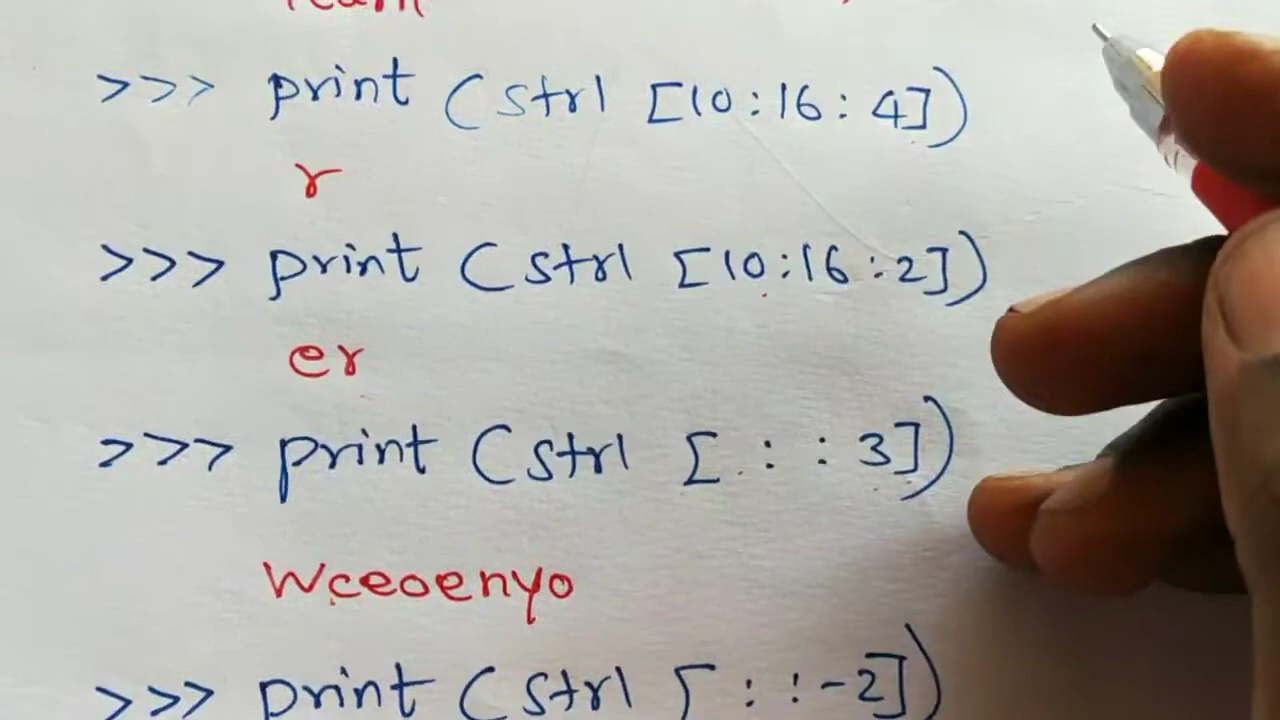 >>> print (str1 [10:16:4])
r
>>> print (str1 [10:16:2])
er
>>> print (str1 [ : : 3])
Wceoenyo
>>> print (str1 [ : : -2])